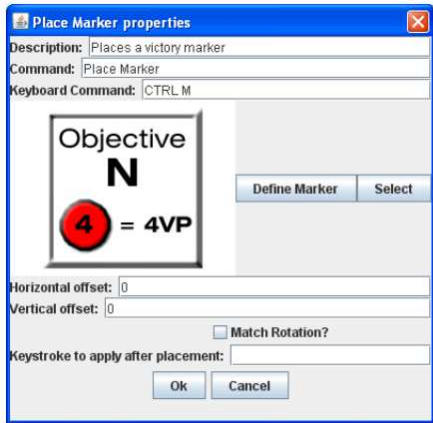 Place Marker properties
Description: Places a victory marker
Command: Place Marker
Keyboard Command: CTRL M
Objective
N
4 = 4VP
Define Marker Select
Horizontal offset: 0
Vertical offset: 0
Match Rotation?
Keystroke to apply after placement:
Ok Cancel